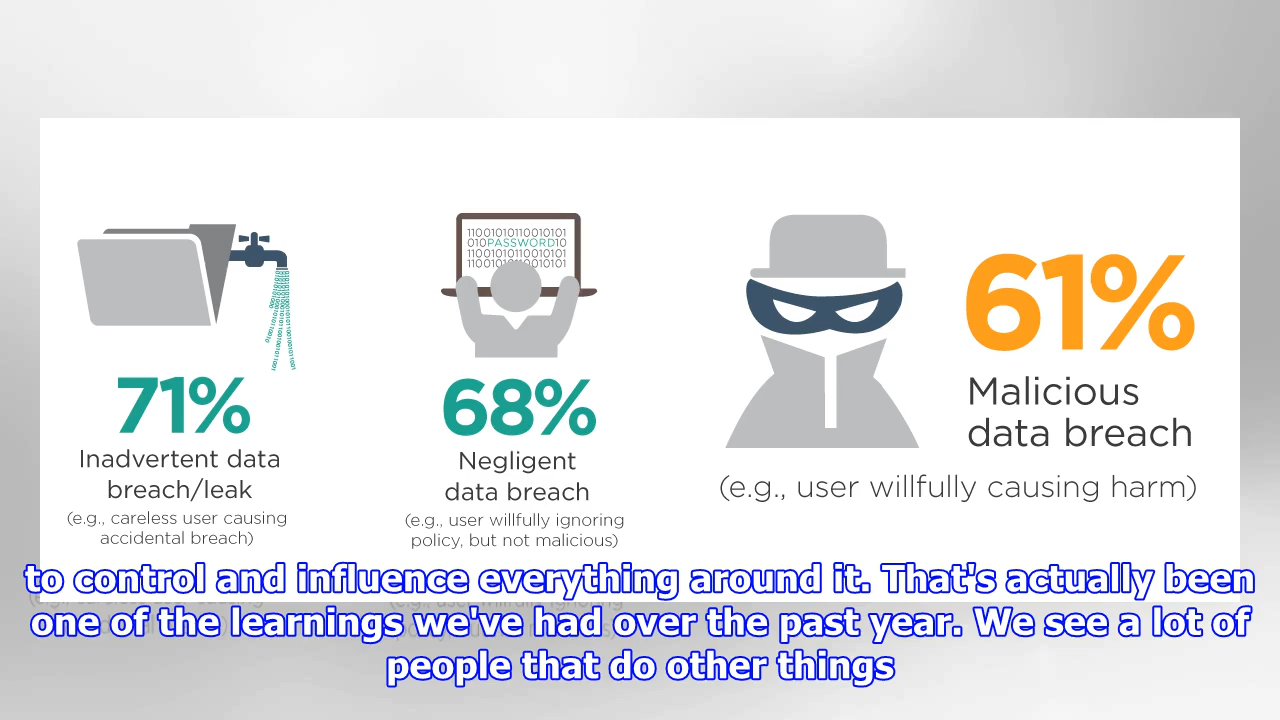 11001010110010101
010PASSWORD10
11001010110010101
71%
Inadvertent data
breach/leak
(e.g., careless user causing
accidental breach)
68%
Negligent
data breach
(e.g., user willfully ignoring
policy, but not malicious)
61%
Malicious
data breach
(e.g., user willfully causing harm)
to control and influence everything around it. That's actually been
one of the learnings we've had over the past year. We see a lot of
people that do other things